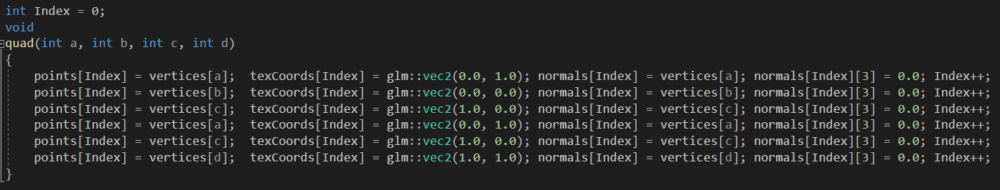 int Index = 0;
void
quad(int a, int b, int c, int d)
{
    points[Index] = vertices[a];  texCoords[Index] = glm::vec2(0.0, 1.0); normals[Index] = vertices[a]; normals[Index][3] = 0.0; Index++;
    points[Index] = vertices[b];  texCoords[Index] = glm::vec2(0.0, 0.0); normals[Index] = vertices[b]; normals[Index][3] = 0.0; Index++;
    points[Index] = vertices[c];  texCoords[Index] = glm::vec2(1.0, 0.0); normals[Index] = vertices[c]; normals[Index][3] = 0.0; Index++;
    points[Index] = vertices[a];  texCoords[Index] = glm::vec2(0.0, 1.0); normals[Index] = vertices[a]; normals[Index][3] = 0.0; Index++;
    points[Index] = vertices[c];  texCoords[Index] = glm::vec2(1.0, 0.0); normals[Index] = vertices[c]; normals[Index][3] = 0.0; Index++;
    points[Index] = vertices[d];  texCoords[Index] = glm::vec2(1.0, 1.0); normals[Index] = vertices[d]; normals[Index][3] = 0.0; Index++;
}